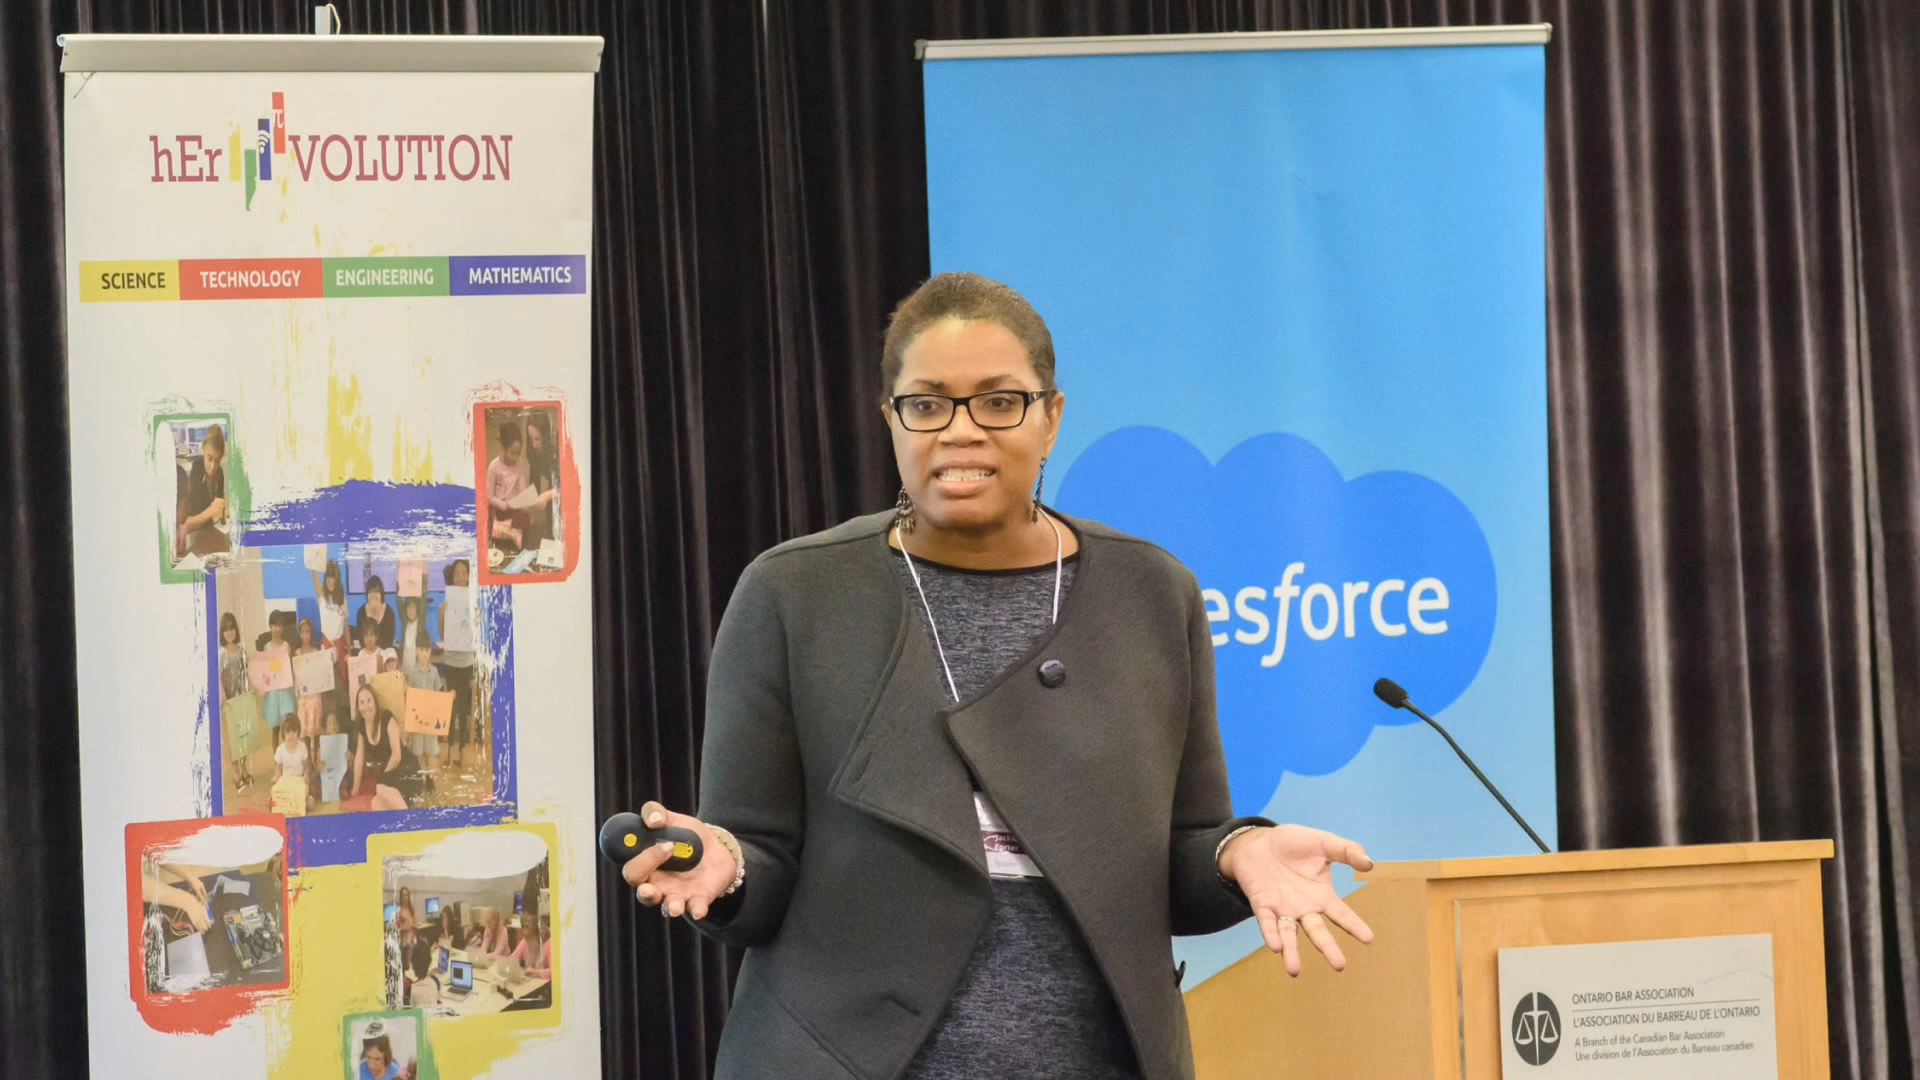 hEr VOLUTION
π
SCIENCE TECHNOLOGY ENGINEERING MATHEMATICS
esforce
ONTARIO BAR ASSOCIATION
L'ASSOCIATION DU BARREAU DE L'ONTARIO
A Branch of the Canadian Bar Association
Une division de l'Association du Barreau canadien